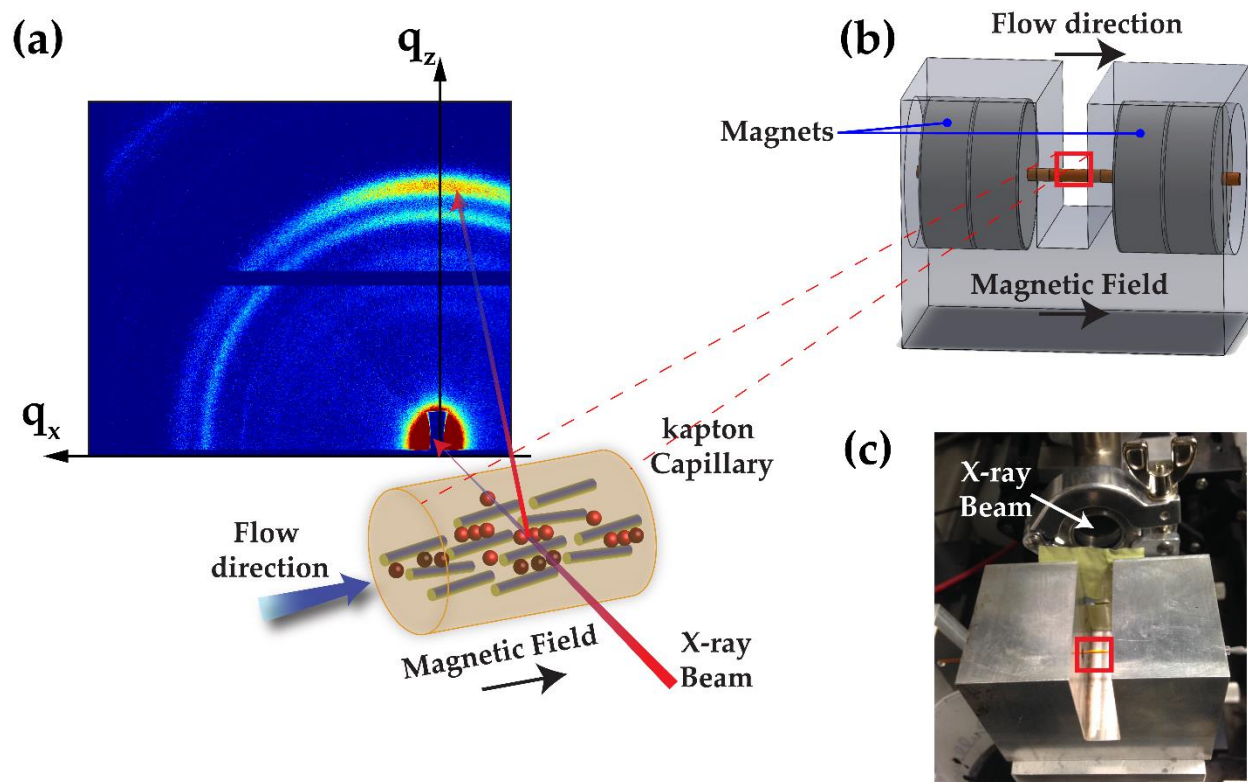 (a)
q_z
q_x
Flow
direction
Magnetic Field
kapton
Capillary
X-ray
Beam
(b)
Flow direction
Magnets
Magnetic Field
(c)
X-ray
Beam